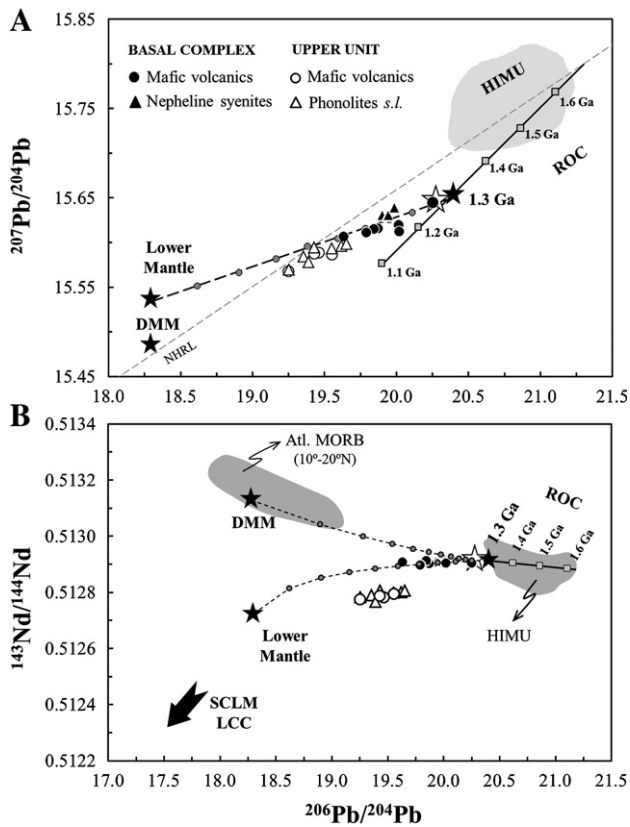 A
BASAL COMPLEX
Mafic volcanics
Nepheline syenites
UPPER UNIT
Mafic volcanics
Phonolites s.l.
HIMU
1.6 Ga
1.5 Ga
1.4 Ga
ROC
1.3 Ga
1.2 Ga
1.1 Ga
Lower
Mantle
DMM
NHRL
207Pb/204Pb
15.85
15.75
15.65
15.55
15.45
18.0 18.5 19.0 19.5 20.0 20.5 21.0 21.5
B
Atl. MORB
(10º-20ºN)
DMM
ROC
1.3 Ga
1.4 Ga
1.5 Ga
1.6 Ga
HIMU
Lower
Mantle
SCLM
LCC
143Nd/144Nd
0.5134
0.5132
0.5130
0.5128
0.5126
0.5124
0.5122
17.0 17.5 18.0 18.5 19.0 19.5 20.0 20.5 21.0 21.5
206Pb/204Pb